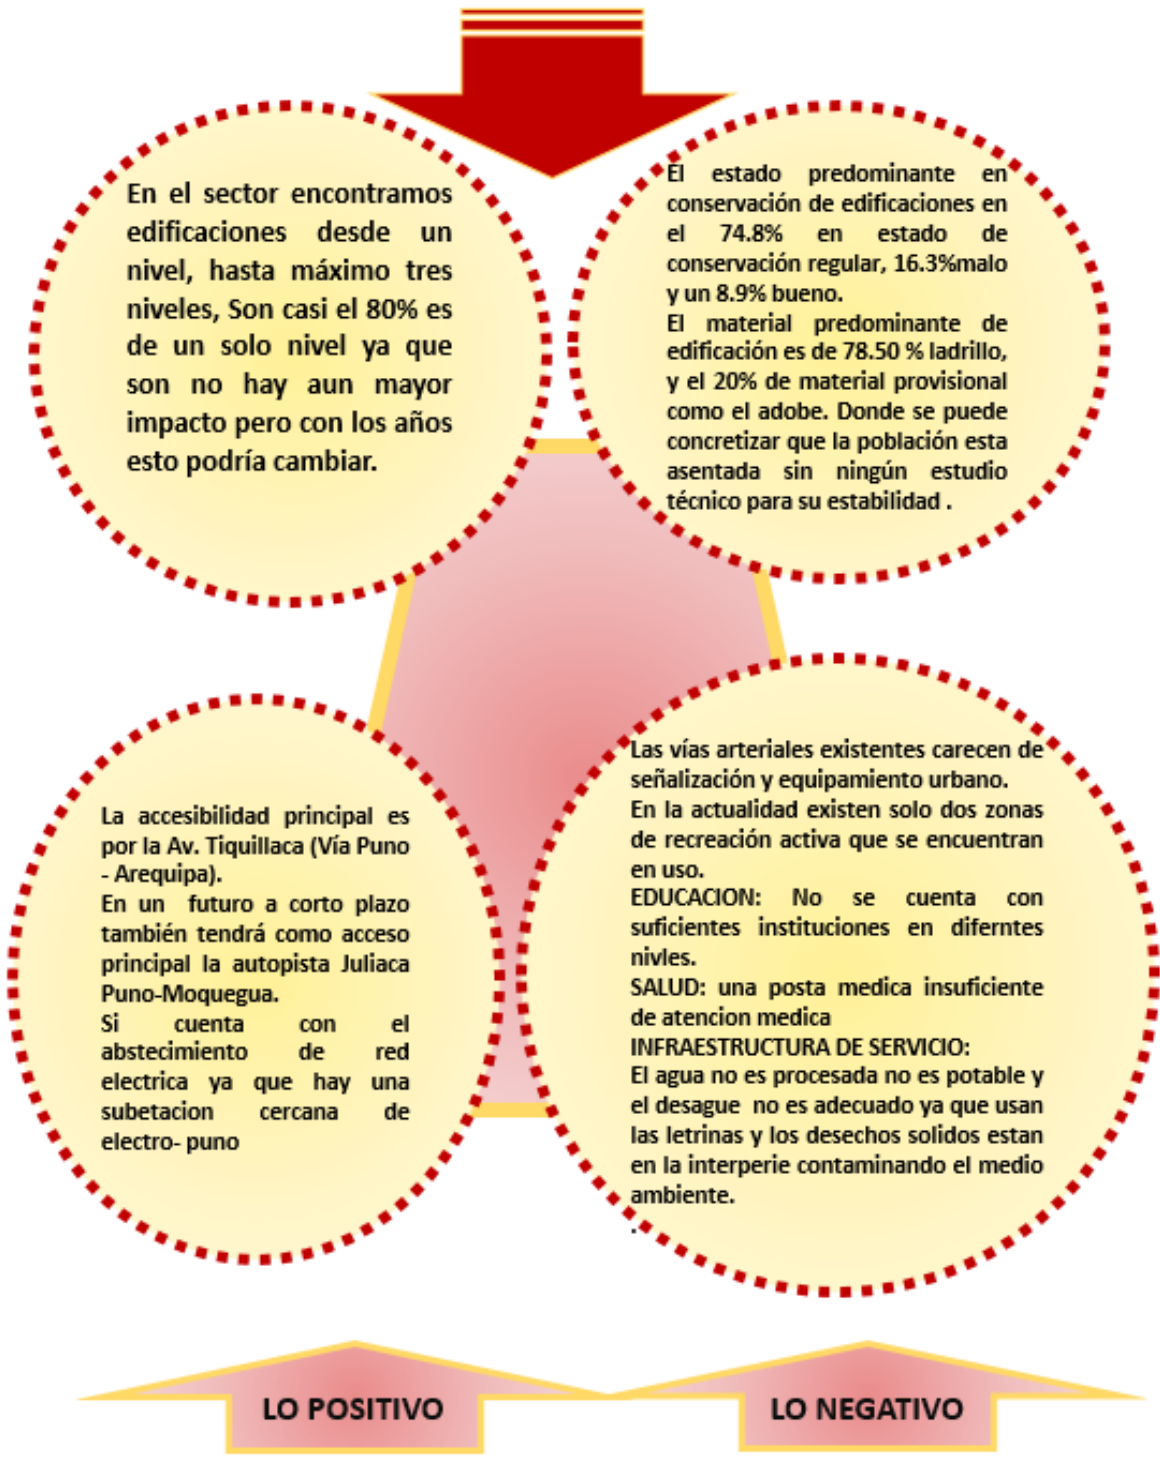 En el sector encontramos
edificaciones desde un
nivel, hasta máximo tres
niveles, Son casi el 80% es
de un solo nivel ya que
son no hay aun mayor
impacto pero con los años
esto podría cambiar.
El estado predominante en
conservación de edificaciones en
el 74.8% en estado de
conservación regular, 16.3%malo
y un 8.9% bueno.
El material predominante de
edificación es de 78.50 % ladrillo,
y el 20% de material provisional
como el adobe. Donde se puede
concretizar que la población esta
asentada sin ningún estudio
técnico para su estabilidad .
La accesibilidad principal es
por la Av. Tiquillaca (Vía Puno
- Arequipa).
En un futuro a corto plazo
también tendrá como acceso
principal la autopista Juliaca
Puno-Moquegua.
Si cuenta con el
abstecimiento de red
electrica ya que hay una
subetacion cercana de
electro- puno
Las vías arteriales existentes carecen de
señalización y equipamiento urbano.
En la actualidad existen solo dos zonas
de recreación activa que se encuentran
en uso.
EDUCACION: No se cuenta con
suficientes instituciones en diferntes
nivles.
SALUD: una posta medica insuficiente
de atencion medica
INFRAESTRUCTURA DE SERVICIO:
El agua no es procesada no es potable y
el desague no es adecuado ya que usan
las letrinas y los desechos solidos estan
en la interperie contaminando el medio
ambiente.
.
LO POSITIVO
LO NEGATIVO